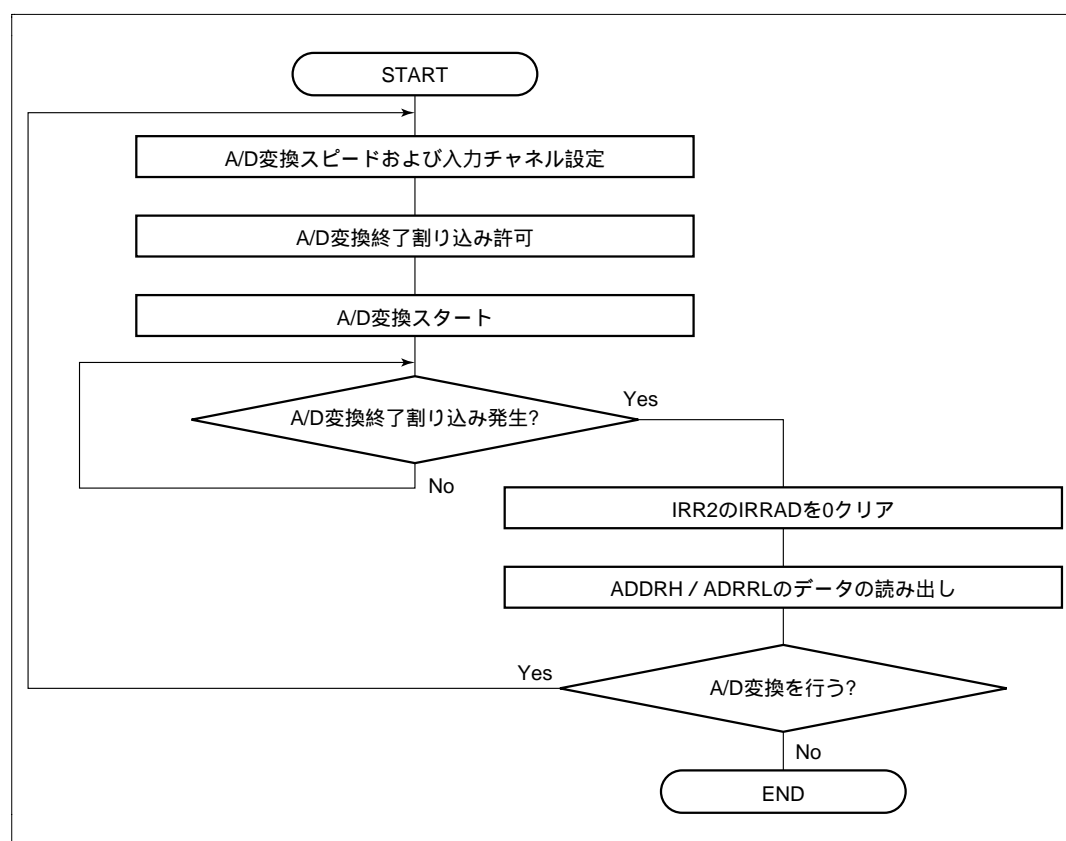 START
A/D変換スピードおよび入力チャネル設定
A/D変換終了割り込み許可
A/D変換スタート
A/D変換終了割り込み発生?
Yes
No
IRR2のIRRADを0クリア
ADDRH / ADRRLのデータの読み出し
A/D変換を行う?
Yes
No
END